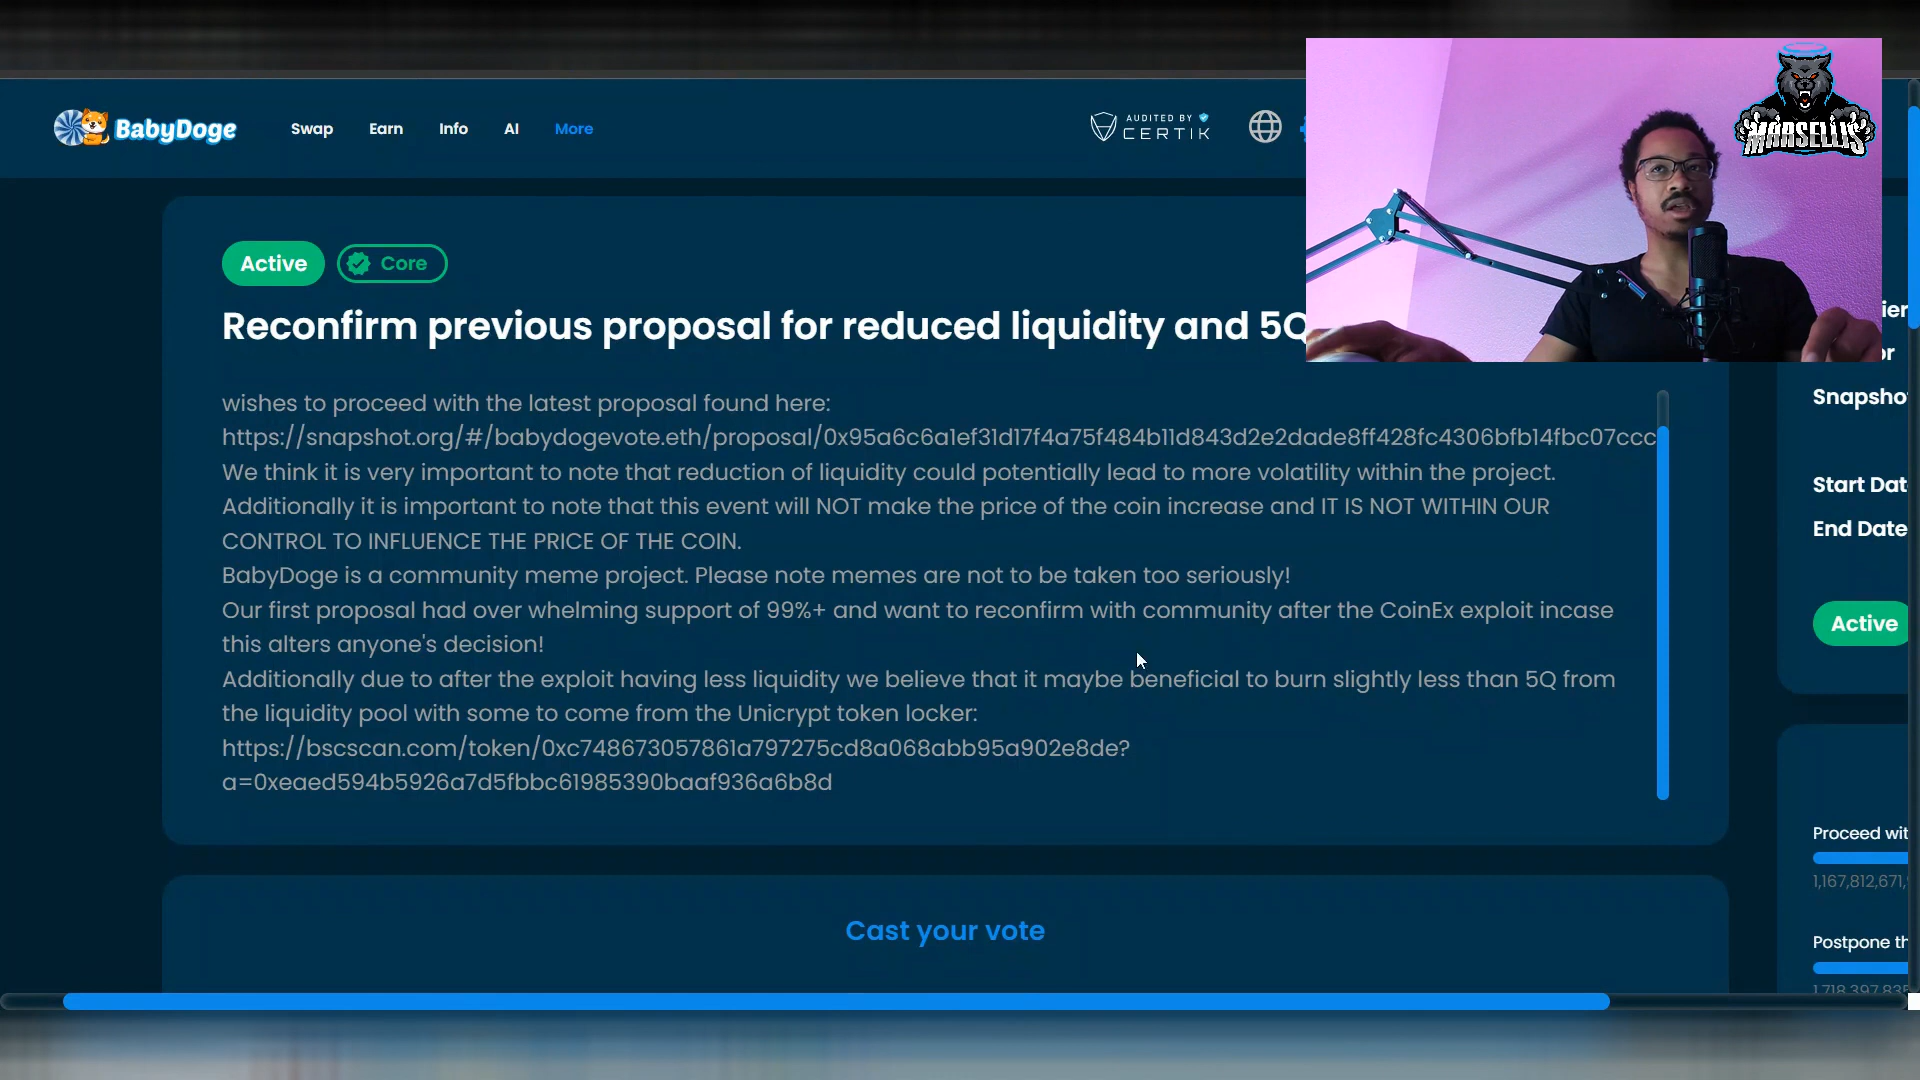 BabyDoge
Swap
Earn
Info
AI
More
AUDITED BY
CERTIK
MARSELLIS
Active
Core
Reconfirm previous proposal for reduced liquidity and 5Q
wishes to proceed with the latest proposal found here:
https://snapshot.org/#/babydogevote.eth/proposal/0x95a6c6a1ef31d17f4a75f484b11d843d2e2dade8ff428fc4306bfb14fbc07ccc
We think it is very important to note that reduction of liquidity could potentially lead to more volatility within the project.
Additionally it is important to note that this event will NOT make the price of the coin increase and IT IS NOT WITHIN OUR
CONTROL TO INFLUENCE THE PRICE OF THE COIN.
BabyDoge is a community meme project. Please note memes are not to be taken too seriously!
Our first proposal had over whelming support of 99%+ and want to reconfirm with community after the CoinEx exploit incase
this alters anyone's decision!
Additionally due to after the exploit having less liquidity we believe that it maybe beneficial to burn slightly less than 5Q from
the liquidity pool with some to come from the Unicrypt token locker:
https://bscscan.com/token/0xc748673057861a797275cd8a068abb95a902e8de?
a=0xeaed594b5926a7d5fbbc61985390baaf936a6b8d
Cast your vote
ier
or
Snapsho
Start Dat
End Date
Active
Proceed wit
1,167,812,671,
Postpone th
1,718,397,835